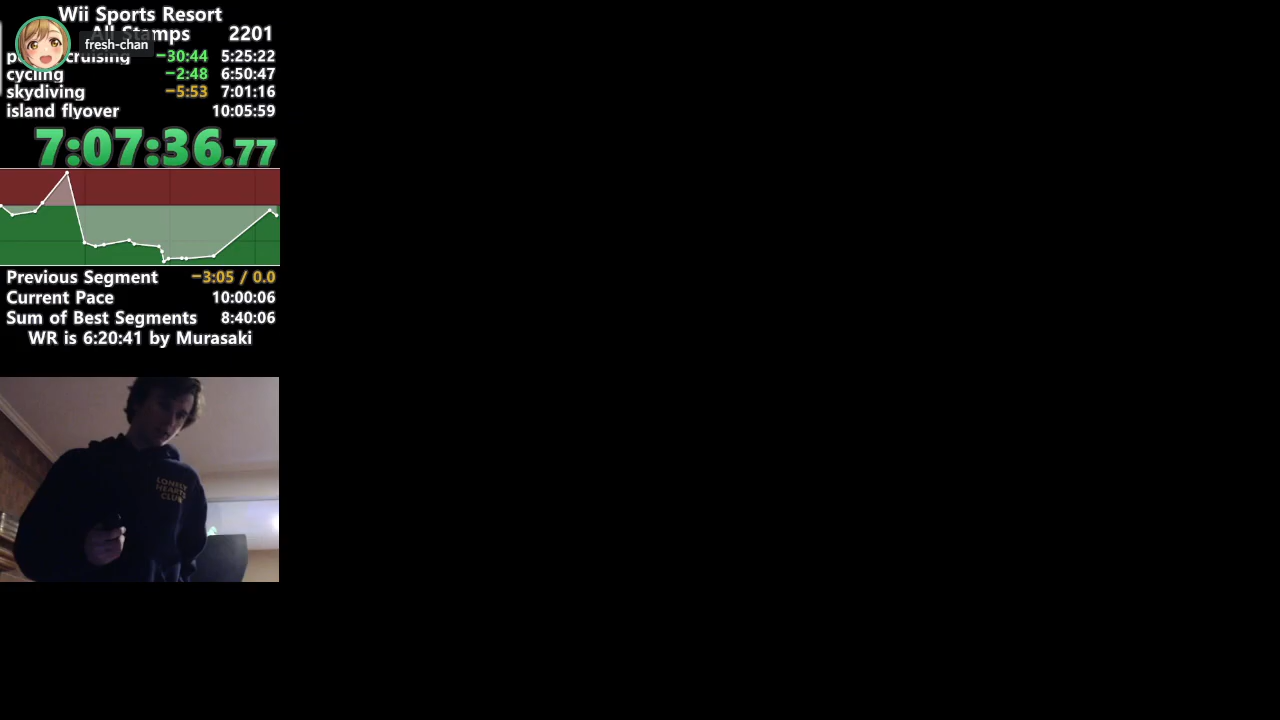 Wii Sports Resort
All Stamps 2201
fresh-chan
cruising −30:44 5:25:22
cycling −2:48 6:50:47
skydiving −5:53 7:01:16
island flyover 10:05:59
7:07:36.77
Previous Segment −3:05 / 0.0
Current Pace 10:00:06
Sum of Best Segments 8:40:06
WR is 6:20:41 by Murasaki
LONELY
HEARTS
CLUB